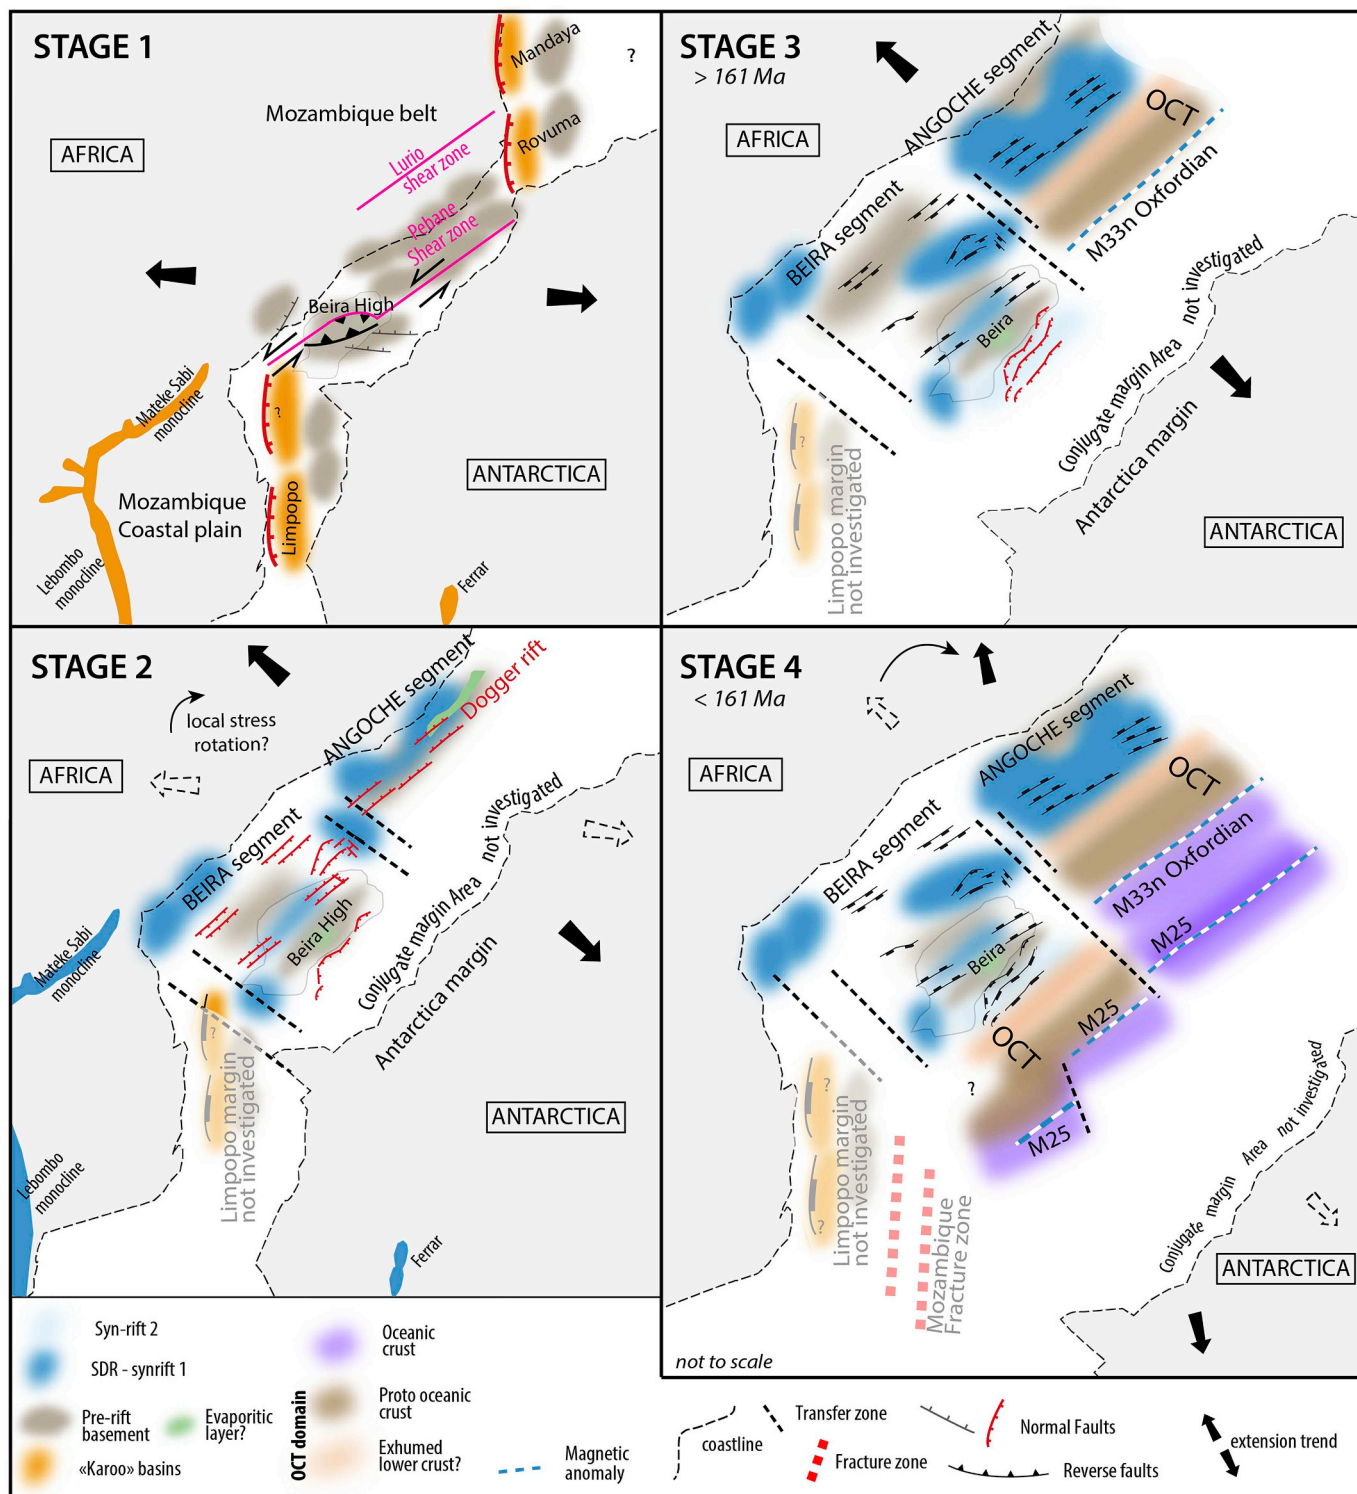 STAGE 1
Mandaya
?
Mozambique belt
AFRICA
Rovuma
Lurio
shear zone
Pebane
Shear zone
Beira High
Mateke Sabi
monocline
?
ANTARCTICA
Mozambique
Coastal plain
Limpopo
Lebombo
monocline
Ferrar
STAGE 3
> 161 Ma
ANGOCHE segment
OCT
AFRICA
M33n Oxfordian
BEIRA segment
not investigated
Beira
Conjugate margin Area
Antarctica margin
?
Limpopo margin
not investigated
ANTARCTICA
STAGE 2
ANGOCHE segment
Dogger rift
local stress
rotation?
AFRICA
not investigated
BEIRA segment
Beira High
Conjugate margin Area
Mateke Sabi
monocline
Antarctica margin
?
Limpopo margin
not investigated
ANTARCTICA
Lebombo
monocline
Ferrar
STAGE 4
< 161 Ma
ANGOCHE segment
AFRICA
OCT
M33n Oxfordian
BEIRA segment
M25
Beira
M25
OCT
?
M25
?
Limpopo margin
not investigated
?
Mozambique
Fracture zone
Conjugate margin Area not investigated
ANTARCTICA
not to scale
Syn-rift 2
SDR - synrift 1
Pre-rift
basement
Evaporitic
layer?
«Karoo» basins
Oceanic
crust
OCT domain
Proto oceanic
crust
Exhumed
lower crust?
Magnetic
anomaly
coastline
Transfer zone
Fracture zone
Normal Faults
Reverse faults
extension trend